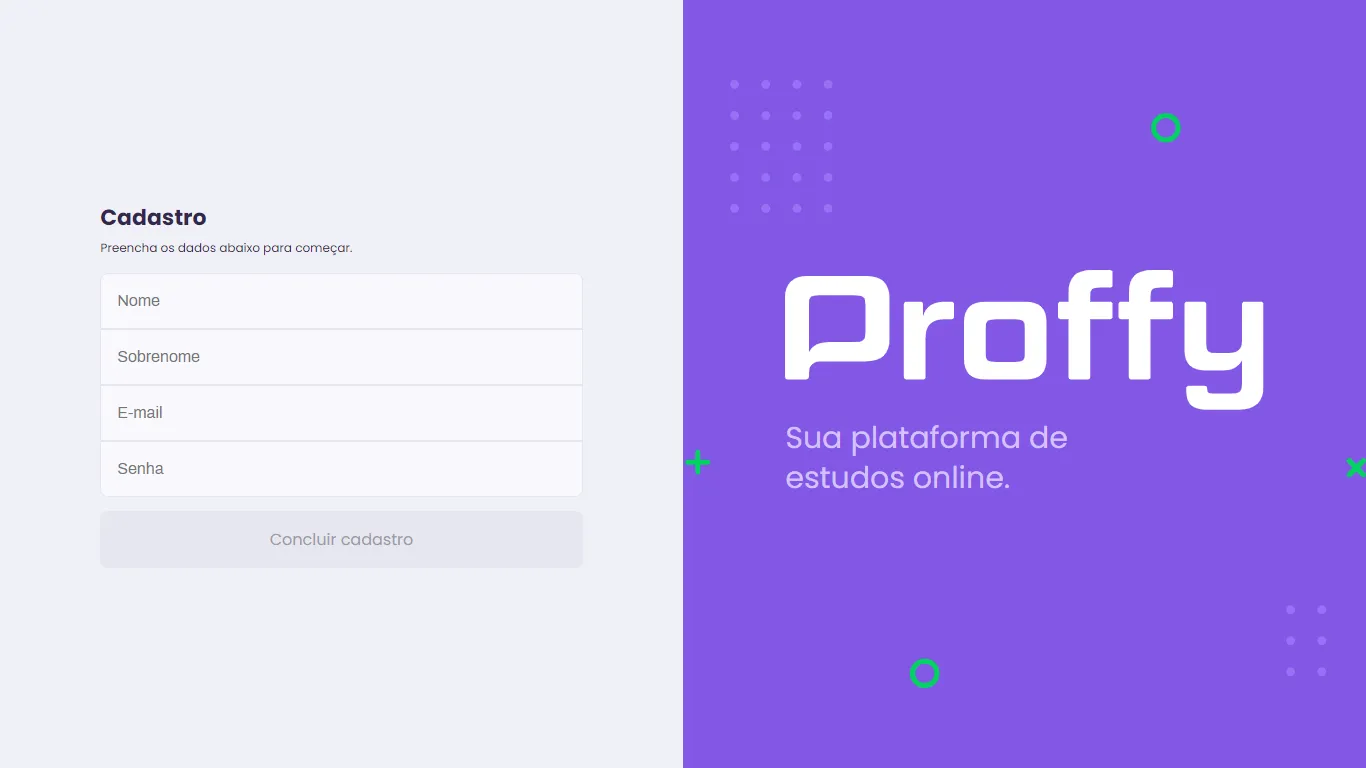 Cadastro
Preencha os dados abaixo para começar.
Nome
Sobrenome
E-mail
Senha
Concluir cadastro
Proffy
Sua plataforma de
estudos online.